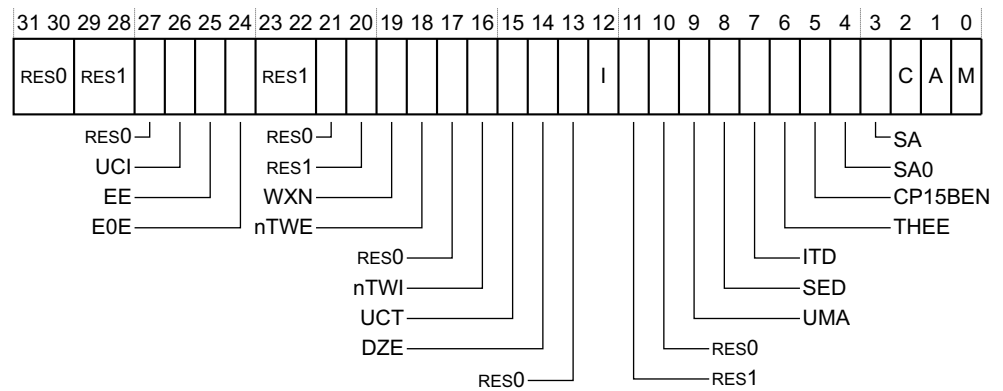 31 30 29 28 27 26 25 24 23 22 21 20 19 18 17 16 15 14 13 12 11 10 9 8 7 6 5 4 3 2 1 0
RES0 RES1 RES1 I C A M
RES0 RES0 SA
UCI RES1 SA0
EE WXN CP15BEN
E0E nTWE THEE
RES0 ITD
nTWI SED
UCT UMA
DZE RES0
RES0 RES1